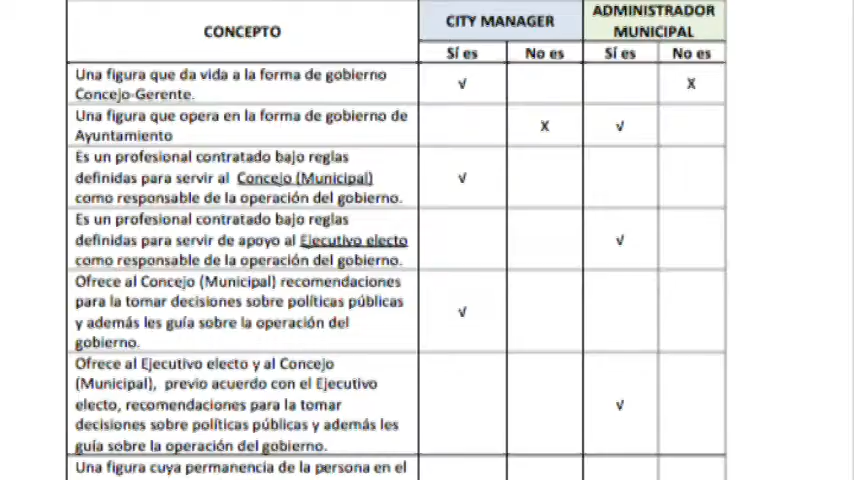 CONCEPTO
CITY MANAGER
ADMINISTRADOR
MUNICIPAL
Sí es
No es
Sí es
No es
Una figura que da vida a la forma de gobierno
Concejo-Gerente.
√
X
Una figura que opera en la forma de gobierno de
Ayuntamiento
X
√
Es un profesional contratado bajo reglas
definidas para servir al Concejo (Municipal)
como responsable de la operación del gobierno.
√
Es un profesional contratado bajo reglas
definidas para servir de apoyo al Ejecutivo electo
como responsable de la operación del gobierno.
√
Ofrece al Concejo (Municipal) recomendaciones
para la tomar decisiones sobre políticas públicas
y además les guía sobre la operación del
gobierno.
√
Ofrece al Ejecutivo electo y al Concejo
(Municipal), previo acuerdo con el Ejecutivo
electo, recomendaciones para la tomar
decisiones sobre políticas públicas y además les
guía sobre la operación del gobierno.
√
Una figura cuya permanencia de la persona en el